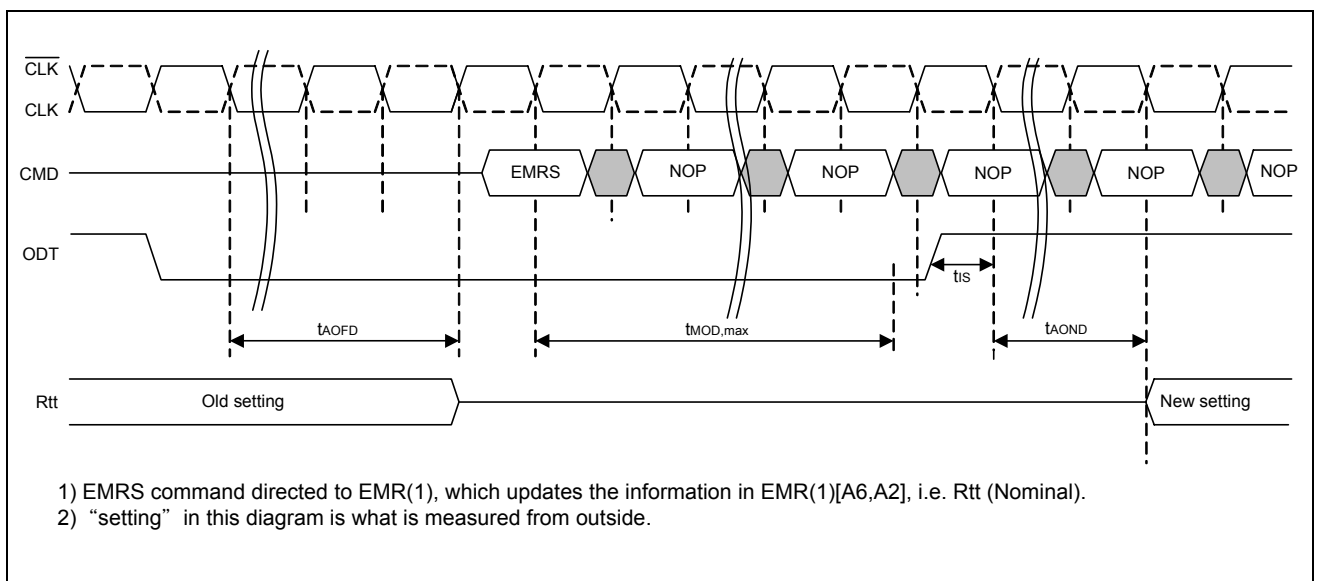 CLK
CLK
CMD
EMRS
NOP
NOP
NOP
NOP
NOP
ODT
tIS
tAOFD
tMOD,max
tAOND
Rtt
Old setting
New setting
1) EMRS command directed to EMR(1), which updates the information in EMR(1)[A6,A2], i.e. Rtt (Nominal).
2) “setting” in this diagram is what is measured from outside.